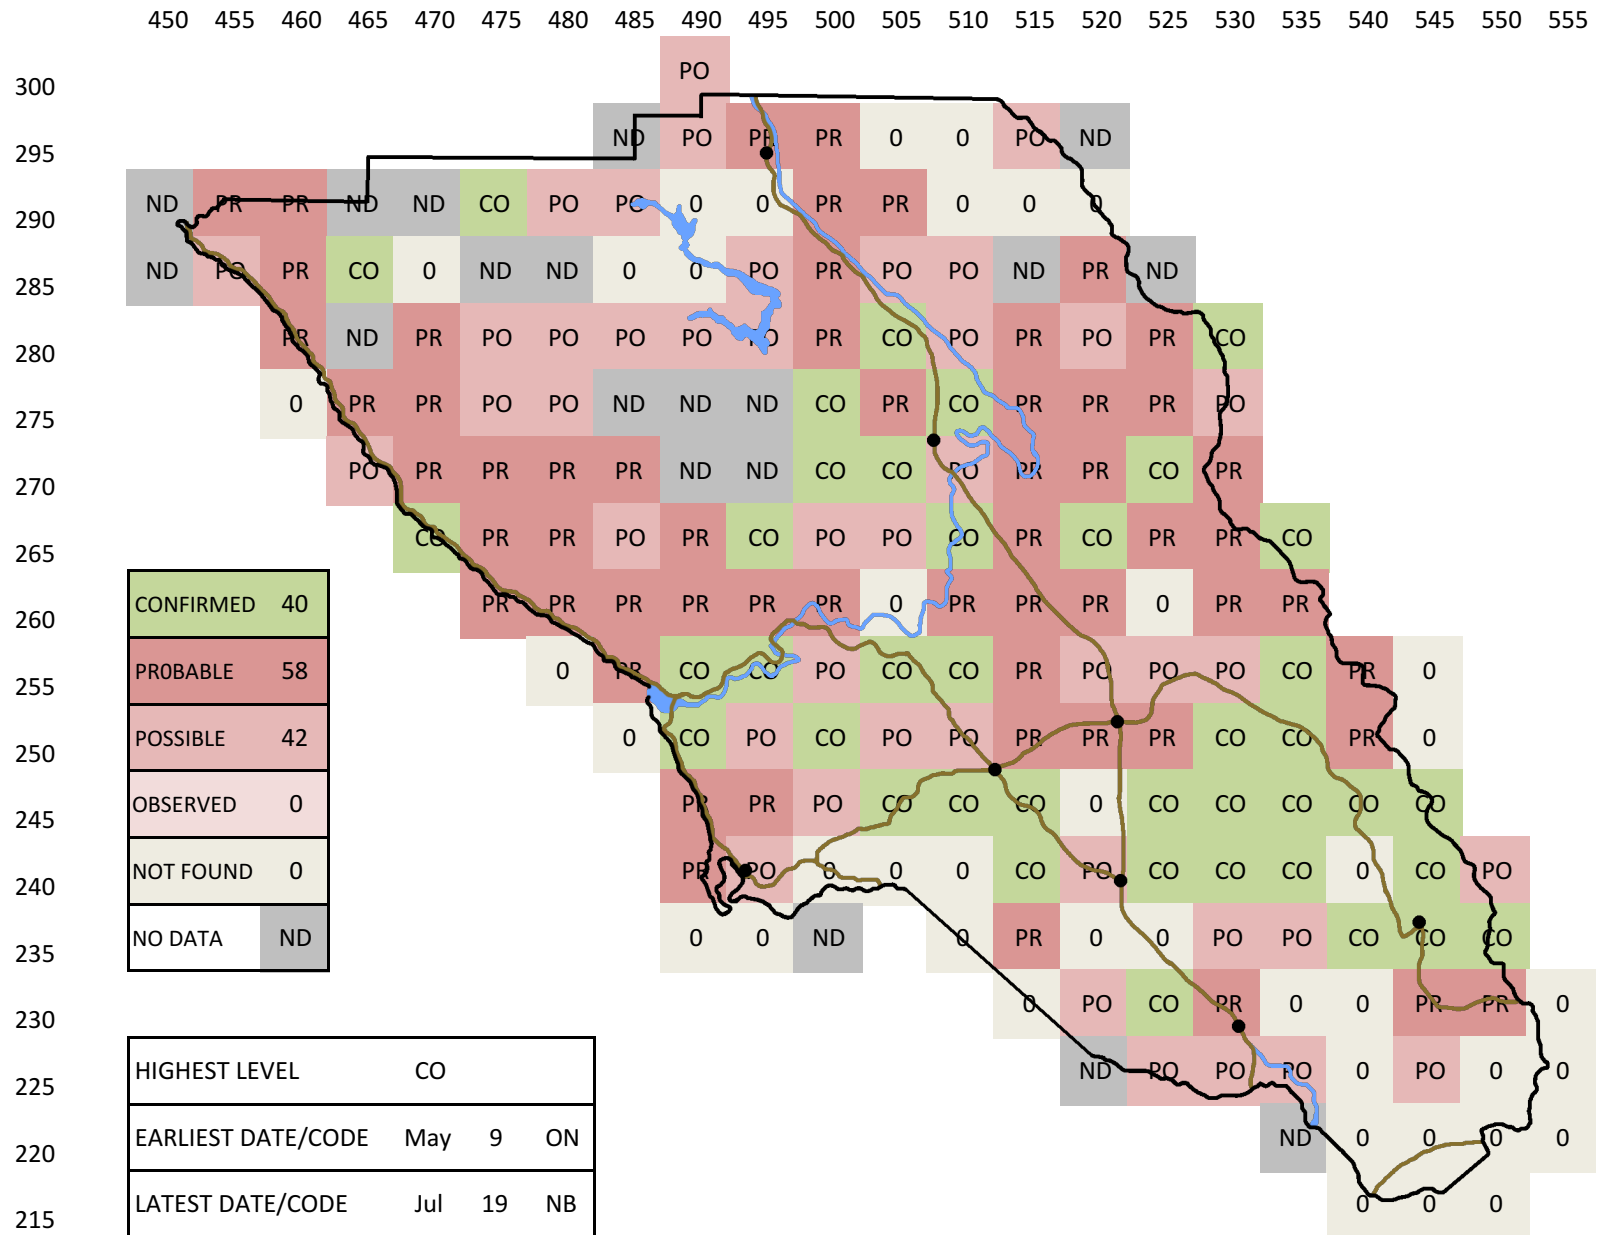 450 455 460 465 470 475 480 485 490 495 500 505 510 515 520 525 530 535 540 545 550 555
PO
300
ND PO PR PR 0 0 PO ND
295
ND PR PR ND ND CO PO PO 0 0 PR PR 0 0 0
290
ND PO PR CO 0 ND ND 0 0 PO PR PO PO ND PR ND
285
PR ND PR PO PO PO PO PO PR CO PO PR PO PR CO
280
0 PR PR PO PO ND ND ND CO PR CO PR PR PR PO
275
PO PR PR PR PR ND ND CO CO PO PR PR CO PR
270
CO PR PR PO PR CO PO PO CO PR CO PR PR CO
265
PR PR PR PR PR PR 0 PR PR PR 0 PR PR
CONFIRMED 40
260
0 PR CO CO PO CO CO PR PO PO PO CO PR 0
PR0BABLE 58
255
0 CO PO CO PO PO PR PR PR CO CO PR 0
POSSIBLE 42
250
PR PR PO CO CO CO 0 CO CO CO CO CO
OBSERVED 0
245
PR PO 0 0 0 CO PO CO CO CO 0 CO PO
NOT FOUND 0
240
0 0 ND 0 PR 0 0 PO PO CO CO CO
NO DATA ND
235
0 PO CO PR 0 0 PR PR 0
230
ND PO PO PO 0 PO 0 0
HIGHEST LEVEL CO
225
ND 0 0 0 0
EARLIEST DATE/CODE May 9 ON
220
0 0 0
LATEST DATE/CODE Jul 19 NB
215